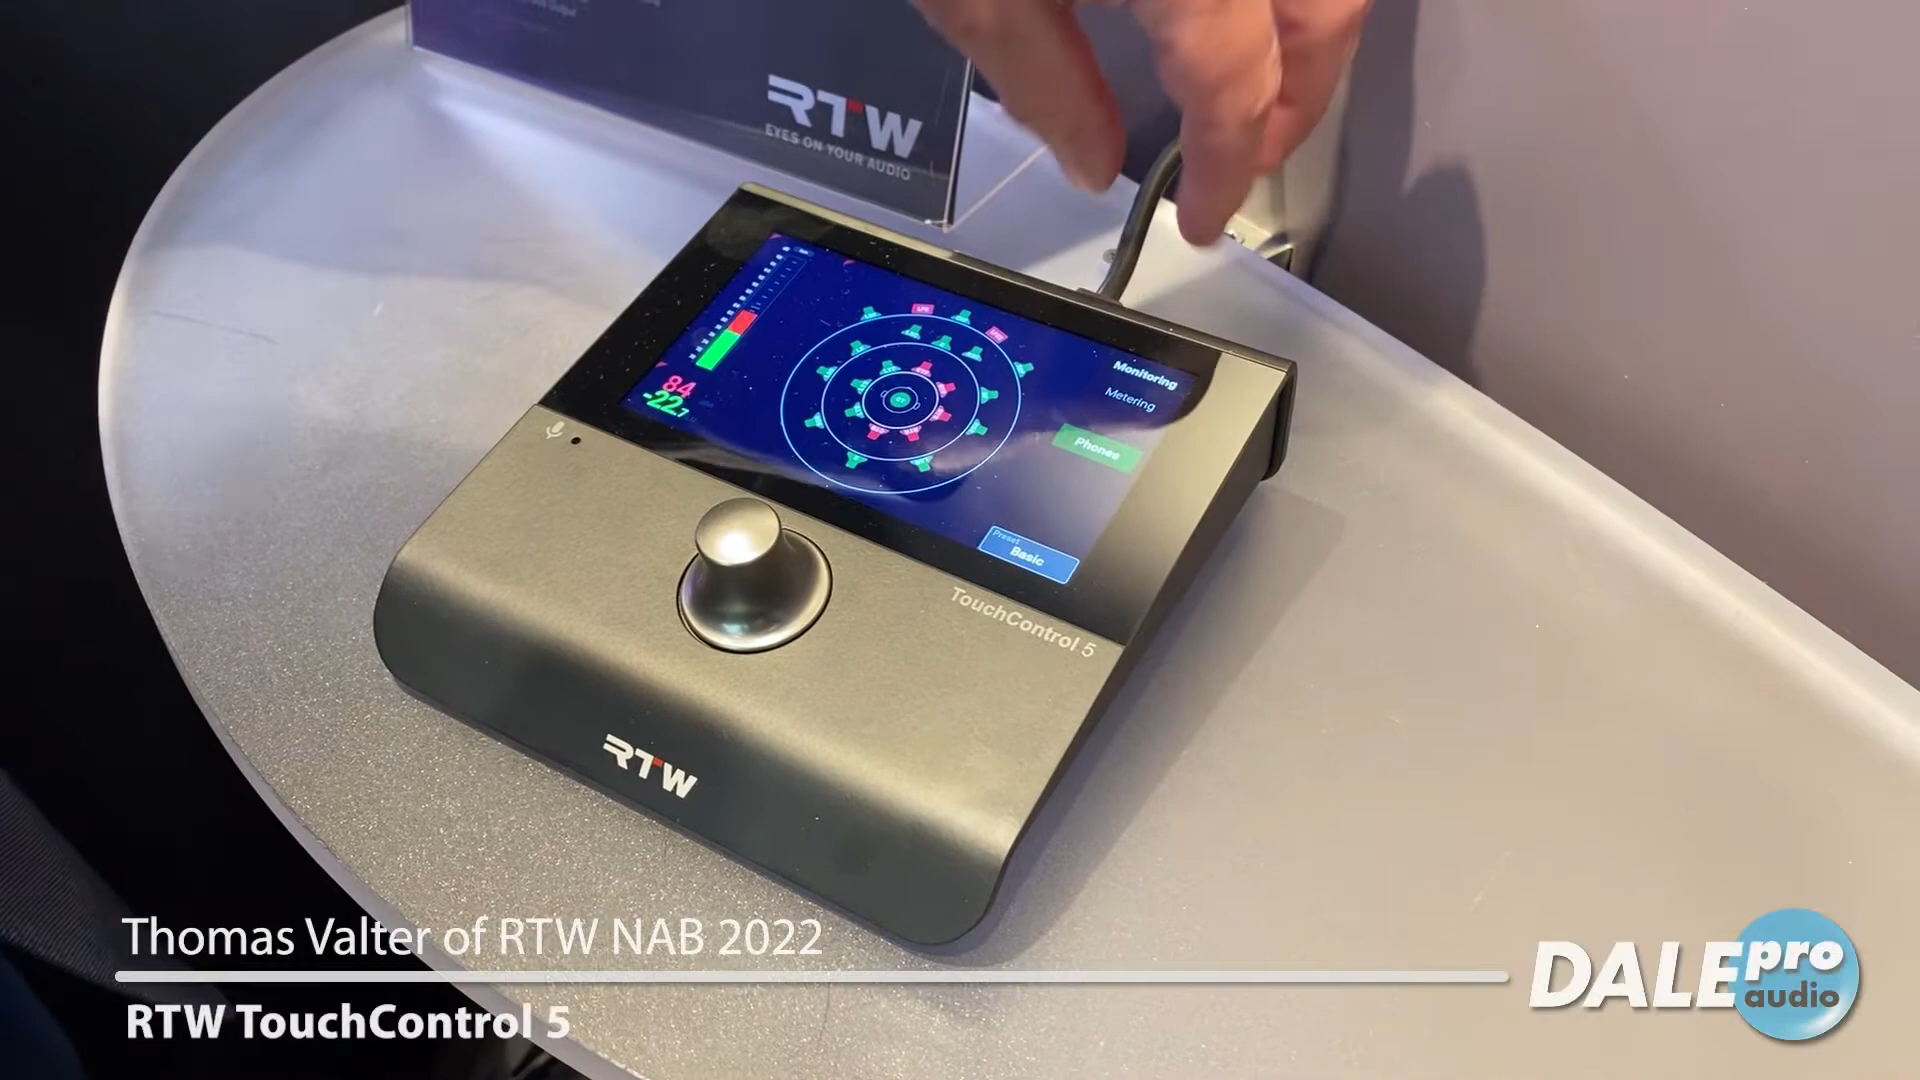 RTW
EYES ON YOUR AUDIO
84
-22.7
Monitoring
Metering
Phones
Preset
Basic
TouchControl 5
RTW
Thomas Valter of RTW NAB 2022
RTW TouchControl 5
DALE pro audio